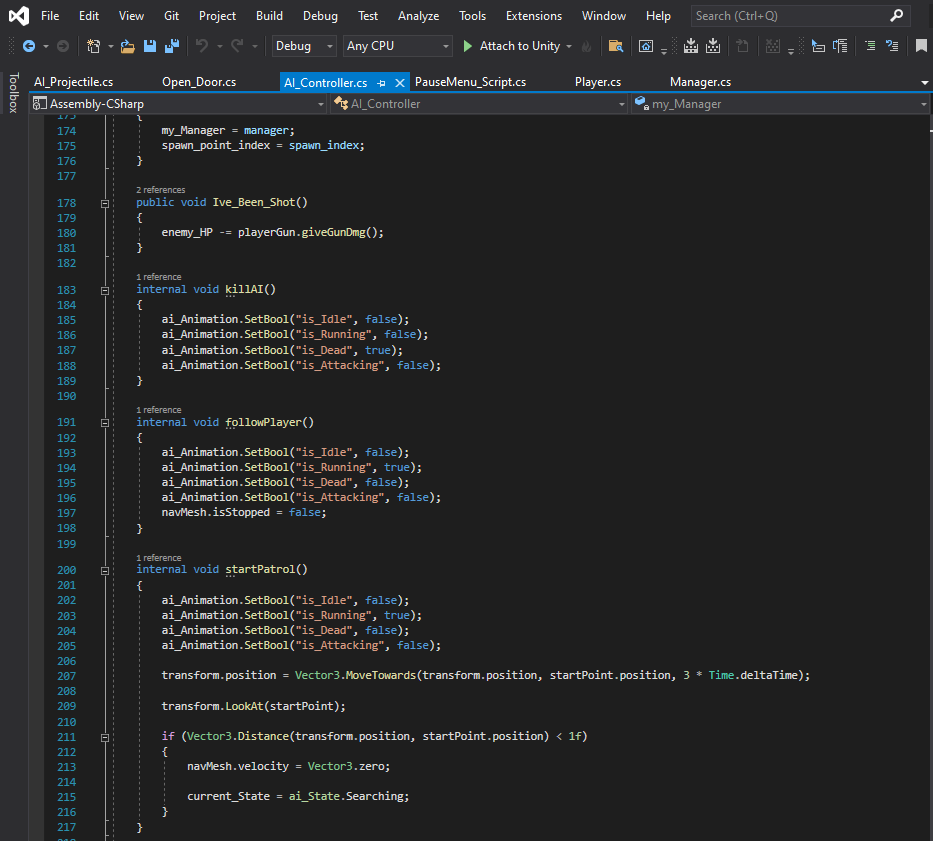 File Edit View Git Project Build Debug Test Analyze Tools Extensions Window Help Search (Ctrl+Q)
Debug Any CPU Attach to Unity
Toolbox
AI_Projectile.cs Open_Door.cs AI_Controller.cs PauseMenu_Script.cs Player.cs Manager.cs
Assembly-CSharp AI_Controller my_Manager
173 {
174 my_Manager = manager;
175 spawn_point_index = spawn_index;
176 }
177
2 references
178 public void Ive_Been_Shot()
179 {
180 enemy_HP -= playerGun.giveGunDmg();
181 }
182
1 reference
183 internal void killAI()
184 {
185 ai_Animation.SetBool("is_Idle", false);
186 ai_Animation.SetBool("is_Running", false);
187 ai_Animation.SetBool("is_Dead", true);
188 ai_Animation.SetBool("is_Attacking", false);
189 }
190
1 reference
191 internal void followPlayer()
192 {
193 ai_Animation.SetBool("is_Idle", false);
194 ai_Animation.SetBool("is_Running", true);
195 ai_Animation.SetBool("is_Dead", false);
196 ai_Animation.SetBool("is_Attacking", false);
197 navMesh.isStopped = false;
198 }
199
1 reference
200 internal void startPatrol()
201 {
202 ai_Animation.SetBool("is_Idle", false);
203 ai_Animation.SetBool("is_Running", true);
204 ai_Animation.SetBool("is_Dead", false);
205 ai_Animation.SetBool("is_Attacking", false);
206
207 transform.position = Vector3.MoveTowards(transform.position, startPoint.position, 3 * Time.deltaTime);
208
209 transform.LookAt(startPoint);
210
211 if (Vector3.Distance(transform.position, startPoint.position) < 1f)
212 {
213 navMesh.velocity = Vector3.zero;
214
215 current_State = ai_State.Searching;
216 }
217 }